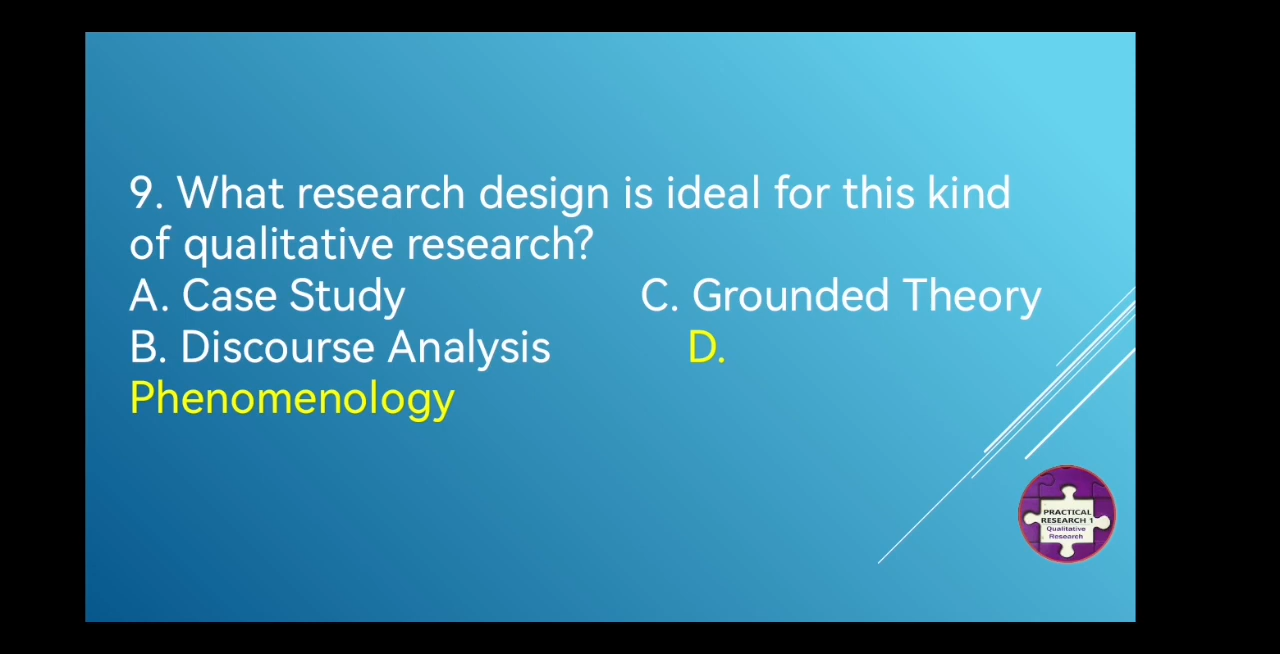 9. What research design is ideal for this kind
of qualitative research?
A. Case Study C. Grounded Theory
B. Discourse Analysis D.
Phenomenology
PRACTICAL
RESEARCH 1
Qualitative
Research